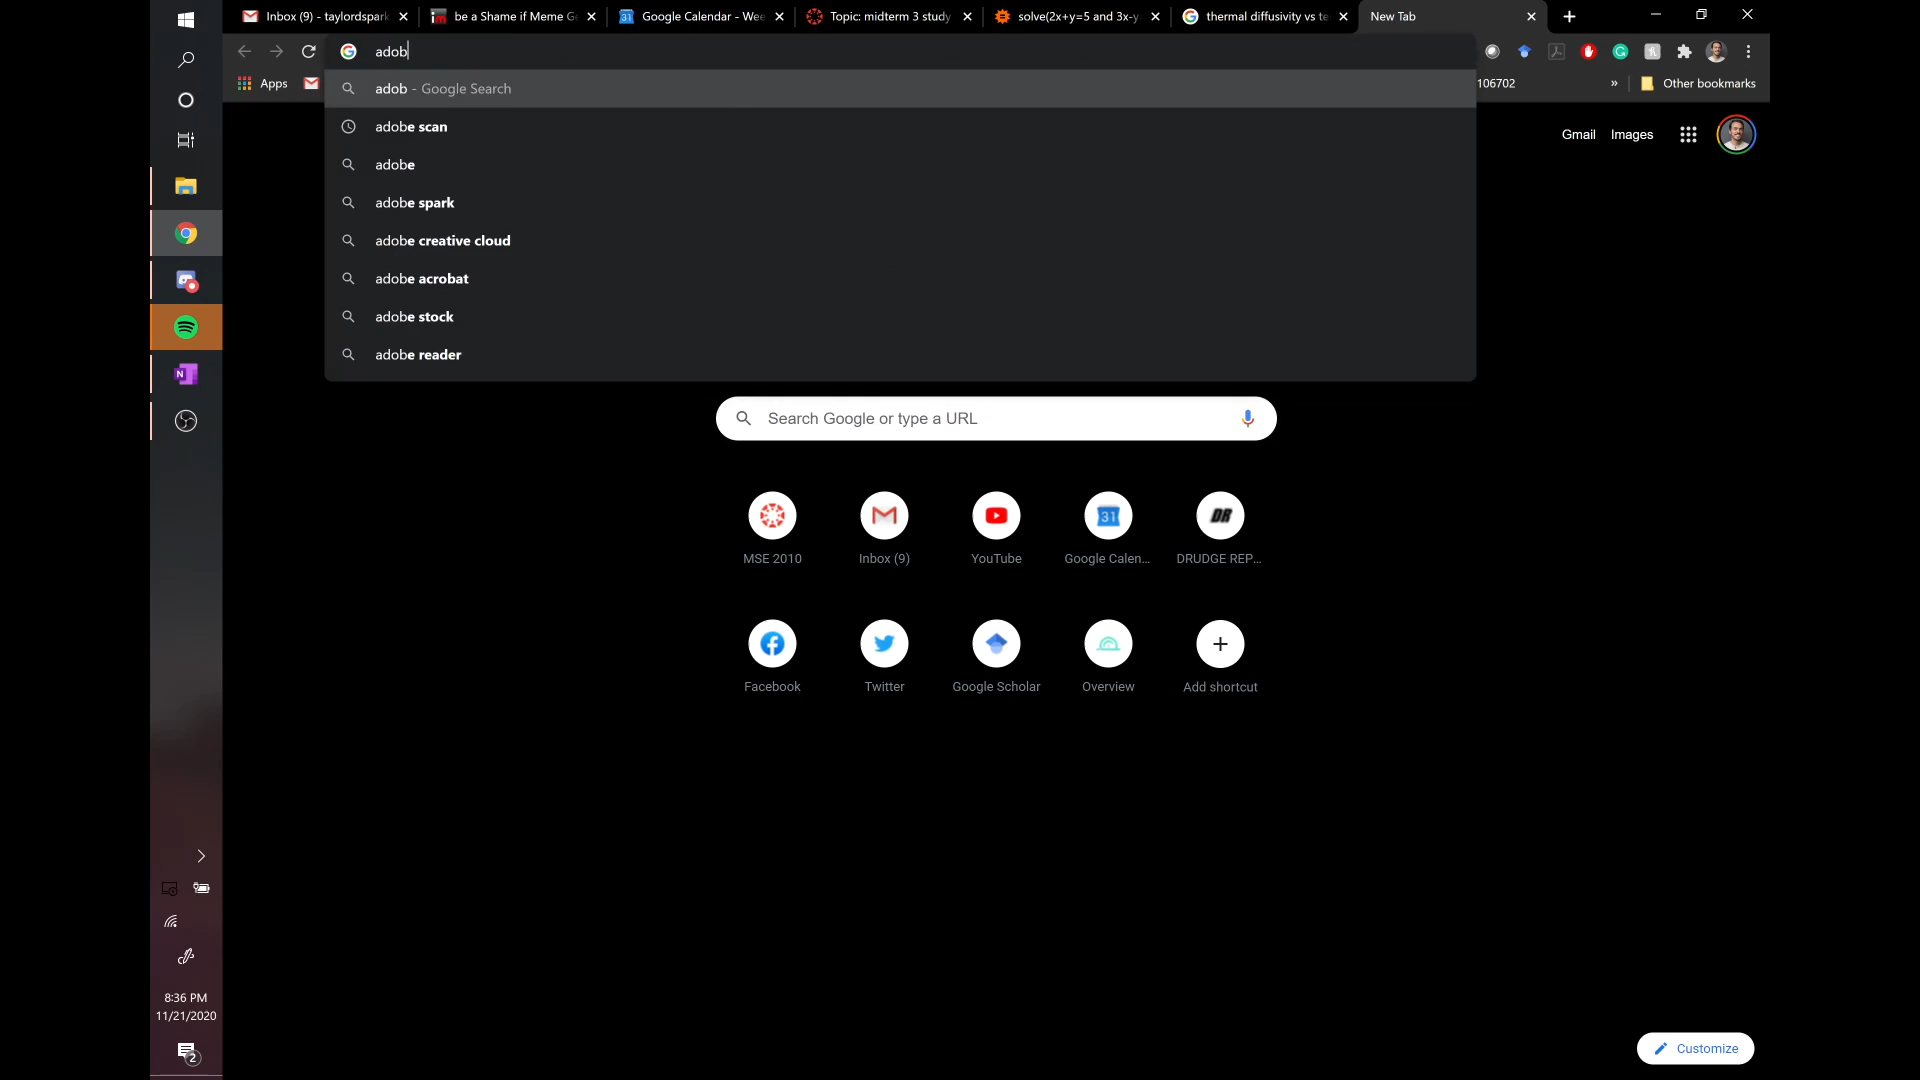 Inbox (9) - taylordspark
be a Shame if Meme G
Google Calendar - Wee
Topic: midterm 3 study
solve(2x+y=5 and 3x-y
thermal diffusivity vs te
New Tab
adob
Apps
106702
»
Other bookmarks
adob - Google Search
adobe scan
adobe
adobe spark
adobe creative cloud
adobe acrobat
adobe stock
adobe reader
Gmail
Images
Search Google or type a URL
31
DR
MSE 2010
Inbox (9)
YouTube
Google Calen...
DRUDGE REP...
Facebook
Twitter
Google Scholar
Overview
Add shortcut
8:36 PM
11/21/2020
2
Customize